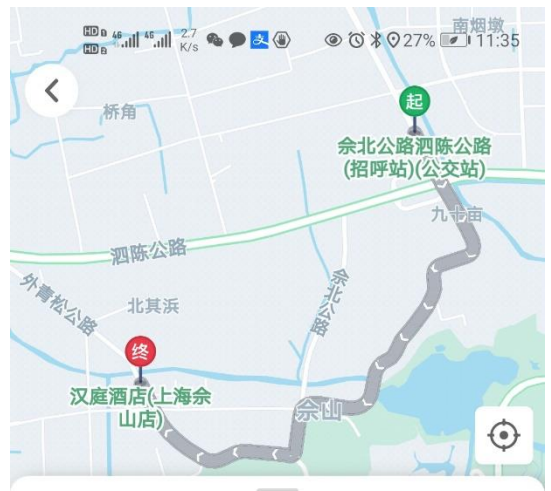 HD 4G 4G 2.7 27% 11:35
HD K/s
南烟墩
桥角
起
佘北公路泗陈公路
(招呼站)(公交站)
九十亩
泗陈公路
佘北公路
外青松公路
北其浜
终
汉庭酒店(上海佘
山店)
佘山